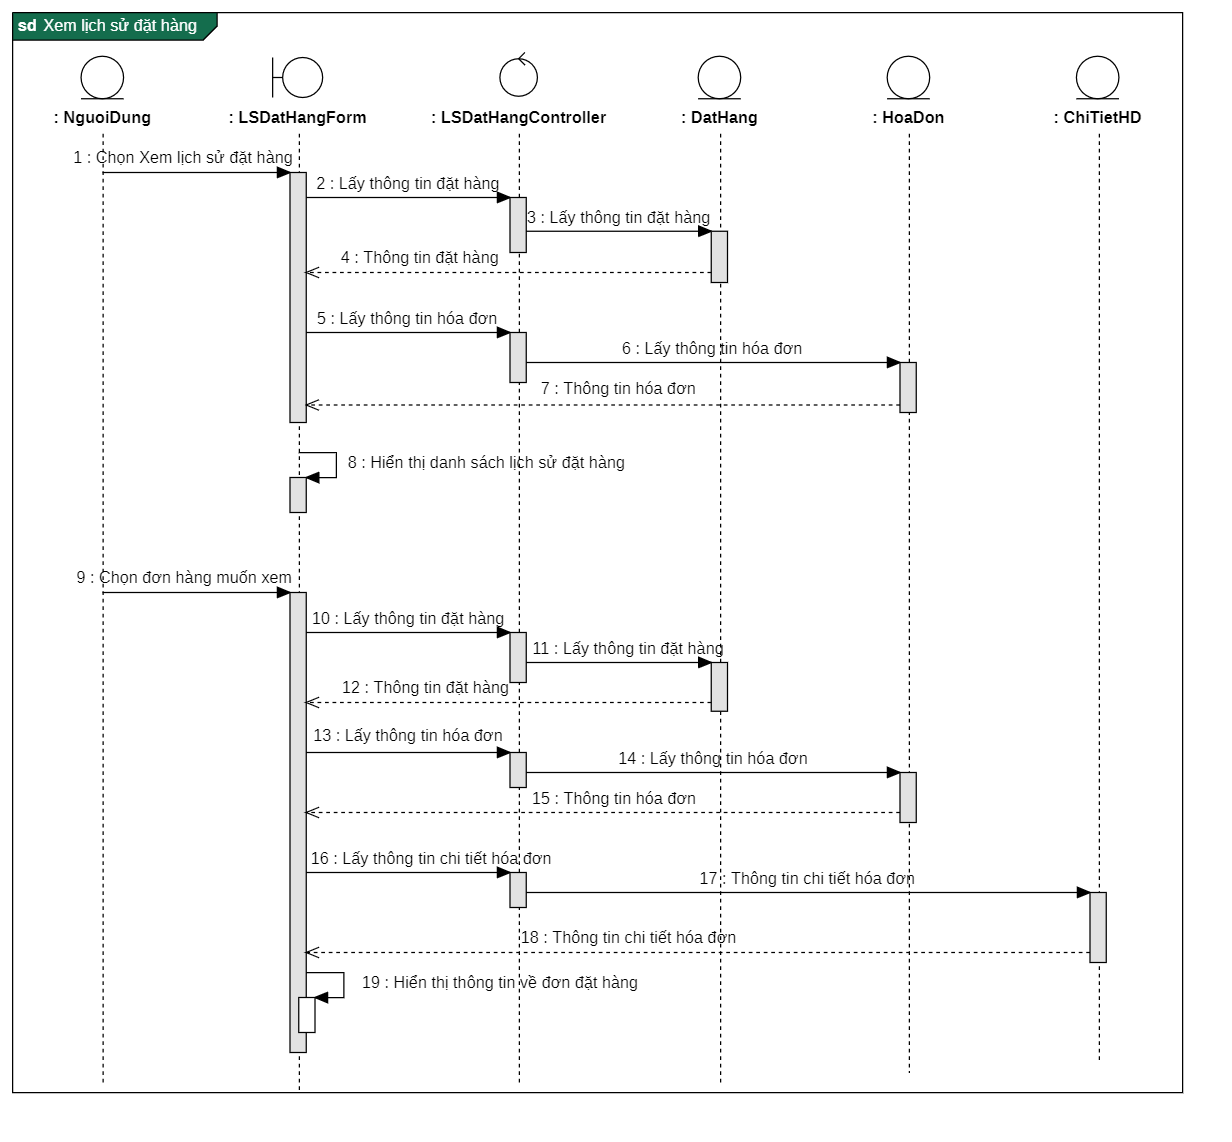 sd Xem lịch sử đặt hàng
: NguoiDung
: LSDatHangForm
: LSDatHangController
: DatHang
: HoaDon
: ChiTietHD
1 : Chọn Xem lịch sử đặt hàng
2 : Lấy thông tin đặt hàng
3 : Lấy thông tin đặt hàng
4 : Thông tin đặt hàng
5 : Lấy thông tin hóa đơn
6 : Lấy thông tin hóa đơn
7 : Thông tin hóa đơn
8 : Hiển thị danh sách lịch sử đặt hàng
9 : Chọn đơn hàng muốn xem
10 : Lấy thông tin đặt hàng
11 : Lấy thông tin đặt hàng
12 : Thông tin đặt hàng
13 : Lấy thông tin hóa đơn
14 : Lấy thông tin hóa đơn
15 : Thông tin hóa đơn
16 : Lấy thông tin chi tiết hóa đơn
17 : Thông tin chi tiết hóa đơn
18 : Thông tin chi tiết hóa đơn
19 : Hiển thị thông tin về đơn đặt hàng